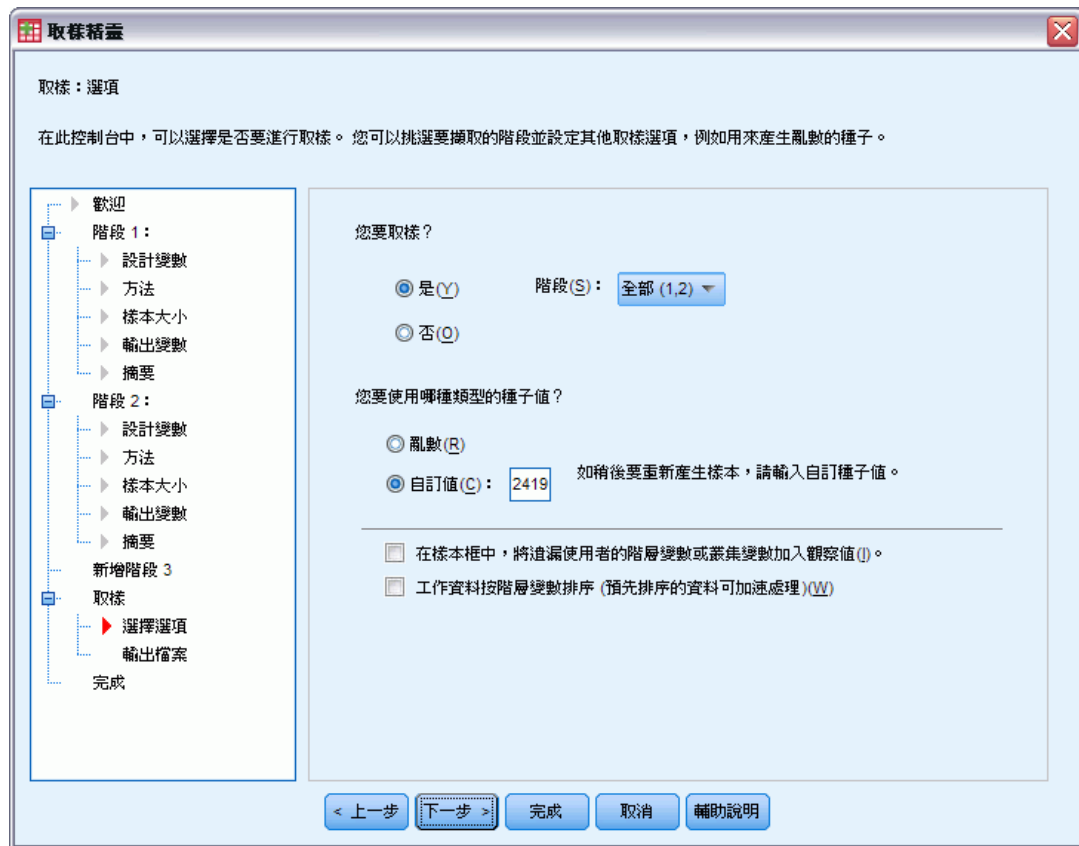 取樣精靈
取樣：選項
在此控制台中，可以選擇是否要進行取樣。 您可以挑選要擷取的階段並設定其他取樣選項，例如用來產生亂數的種子。
歡迎
階段 1：
設計變數
方法
樣本大小
輸出變數
摘要
階段 2：
設計變數
方法
樣本大小
輸出變數
摘要
新增階段 3
取樣
選擇選項
輸出檔案
完成
您要取樣？
是(Y) 階段(S)： 全部 (1,2)
否(O)
您要使用哪種類型的種子值？
亂數(R)
自訂值(C)： 2419 如稍後要重新產生樣本，請輸入自訂種子值。
在樣本框中，將遺漏使用者的階層變數或叢集變數加入觀察值(I)。
工作資料按階層變數排序 (預先排序的資料可加速處理)(W)
< 上一步 下一步 > 完成 取消 輔助說明